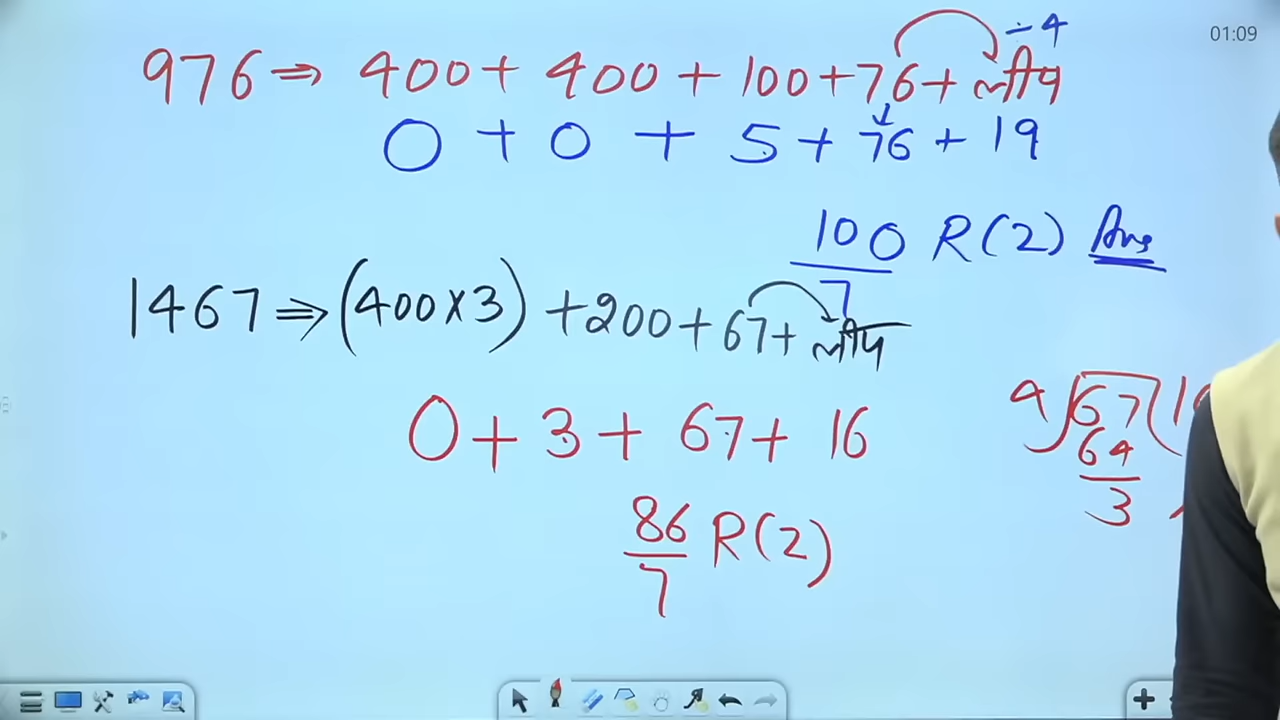 01:09
÷4
976 ⇒ 400 + 400 + 100 + 76 + लीप
0 + 0 + 5 + 76 + 19
100/7 R(2) Ans
1467 ⇒ (400×3) + 200 + 67 + लीप
0 + 3 + 67 + 16
4)67(1
64
3
86/7 R(2)